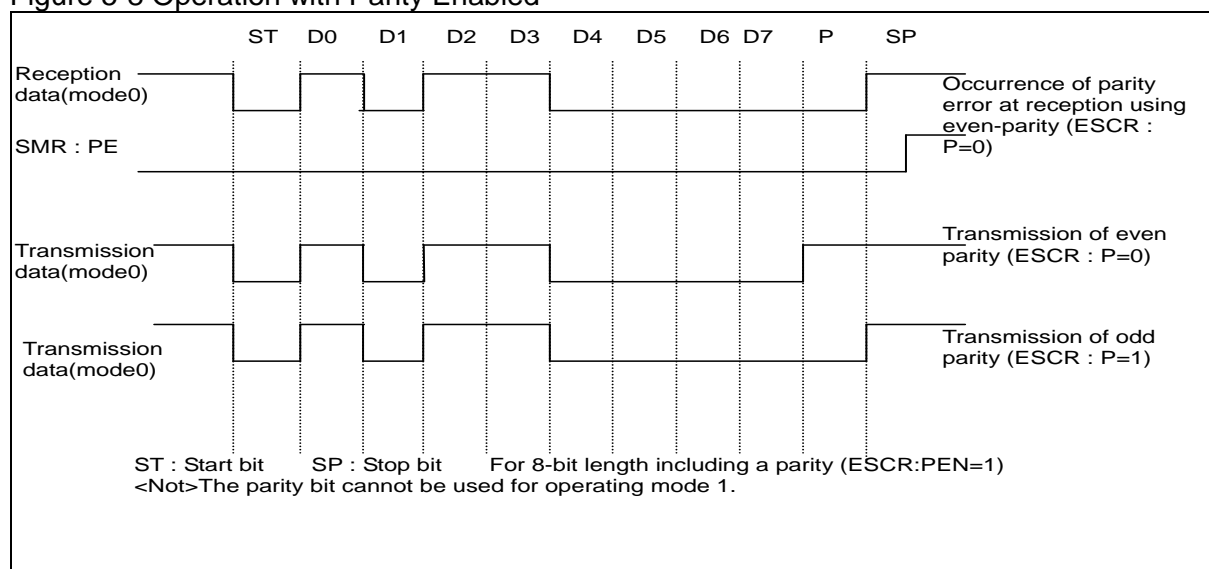 Figure 3-8 Operation with Parity Enabled
ST D0 D1 D2 D3 D4 D5 D6 D7 P SP
Reception
data(mode0)
Occurrence of parity
error at reception using
even-parity (ESCR :
P=0)
SMR : PE
Transmission
data(mode0)
Transmission of even
parity (ESCR : P=0)
Transmission
data(mode0)
Transmission of odd
parity (ESCR : P=1)
ST : Start bit SP : Stop bit For 8-bit length including a parity (ESCR:PEN=1)
<Not>The parity bit cannot be used for operating mode 1.